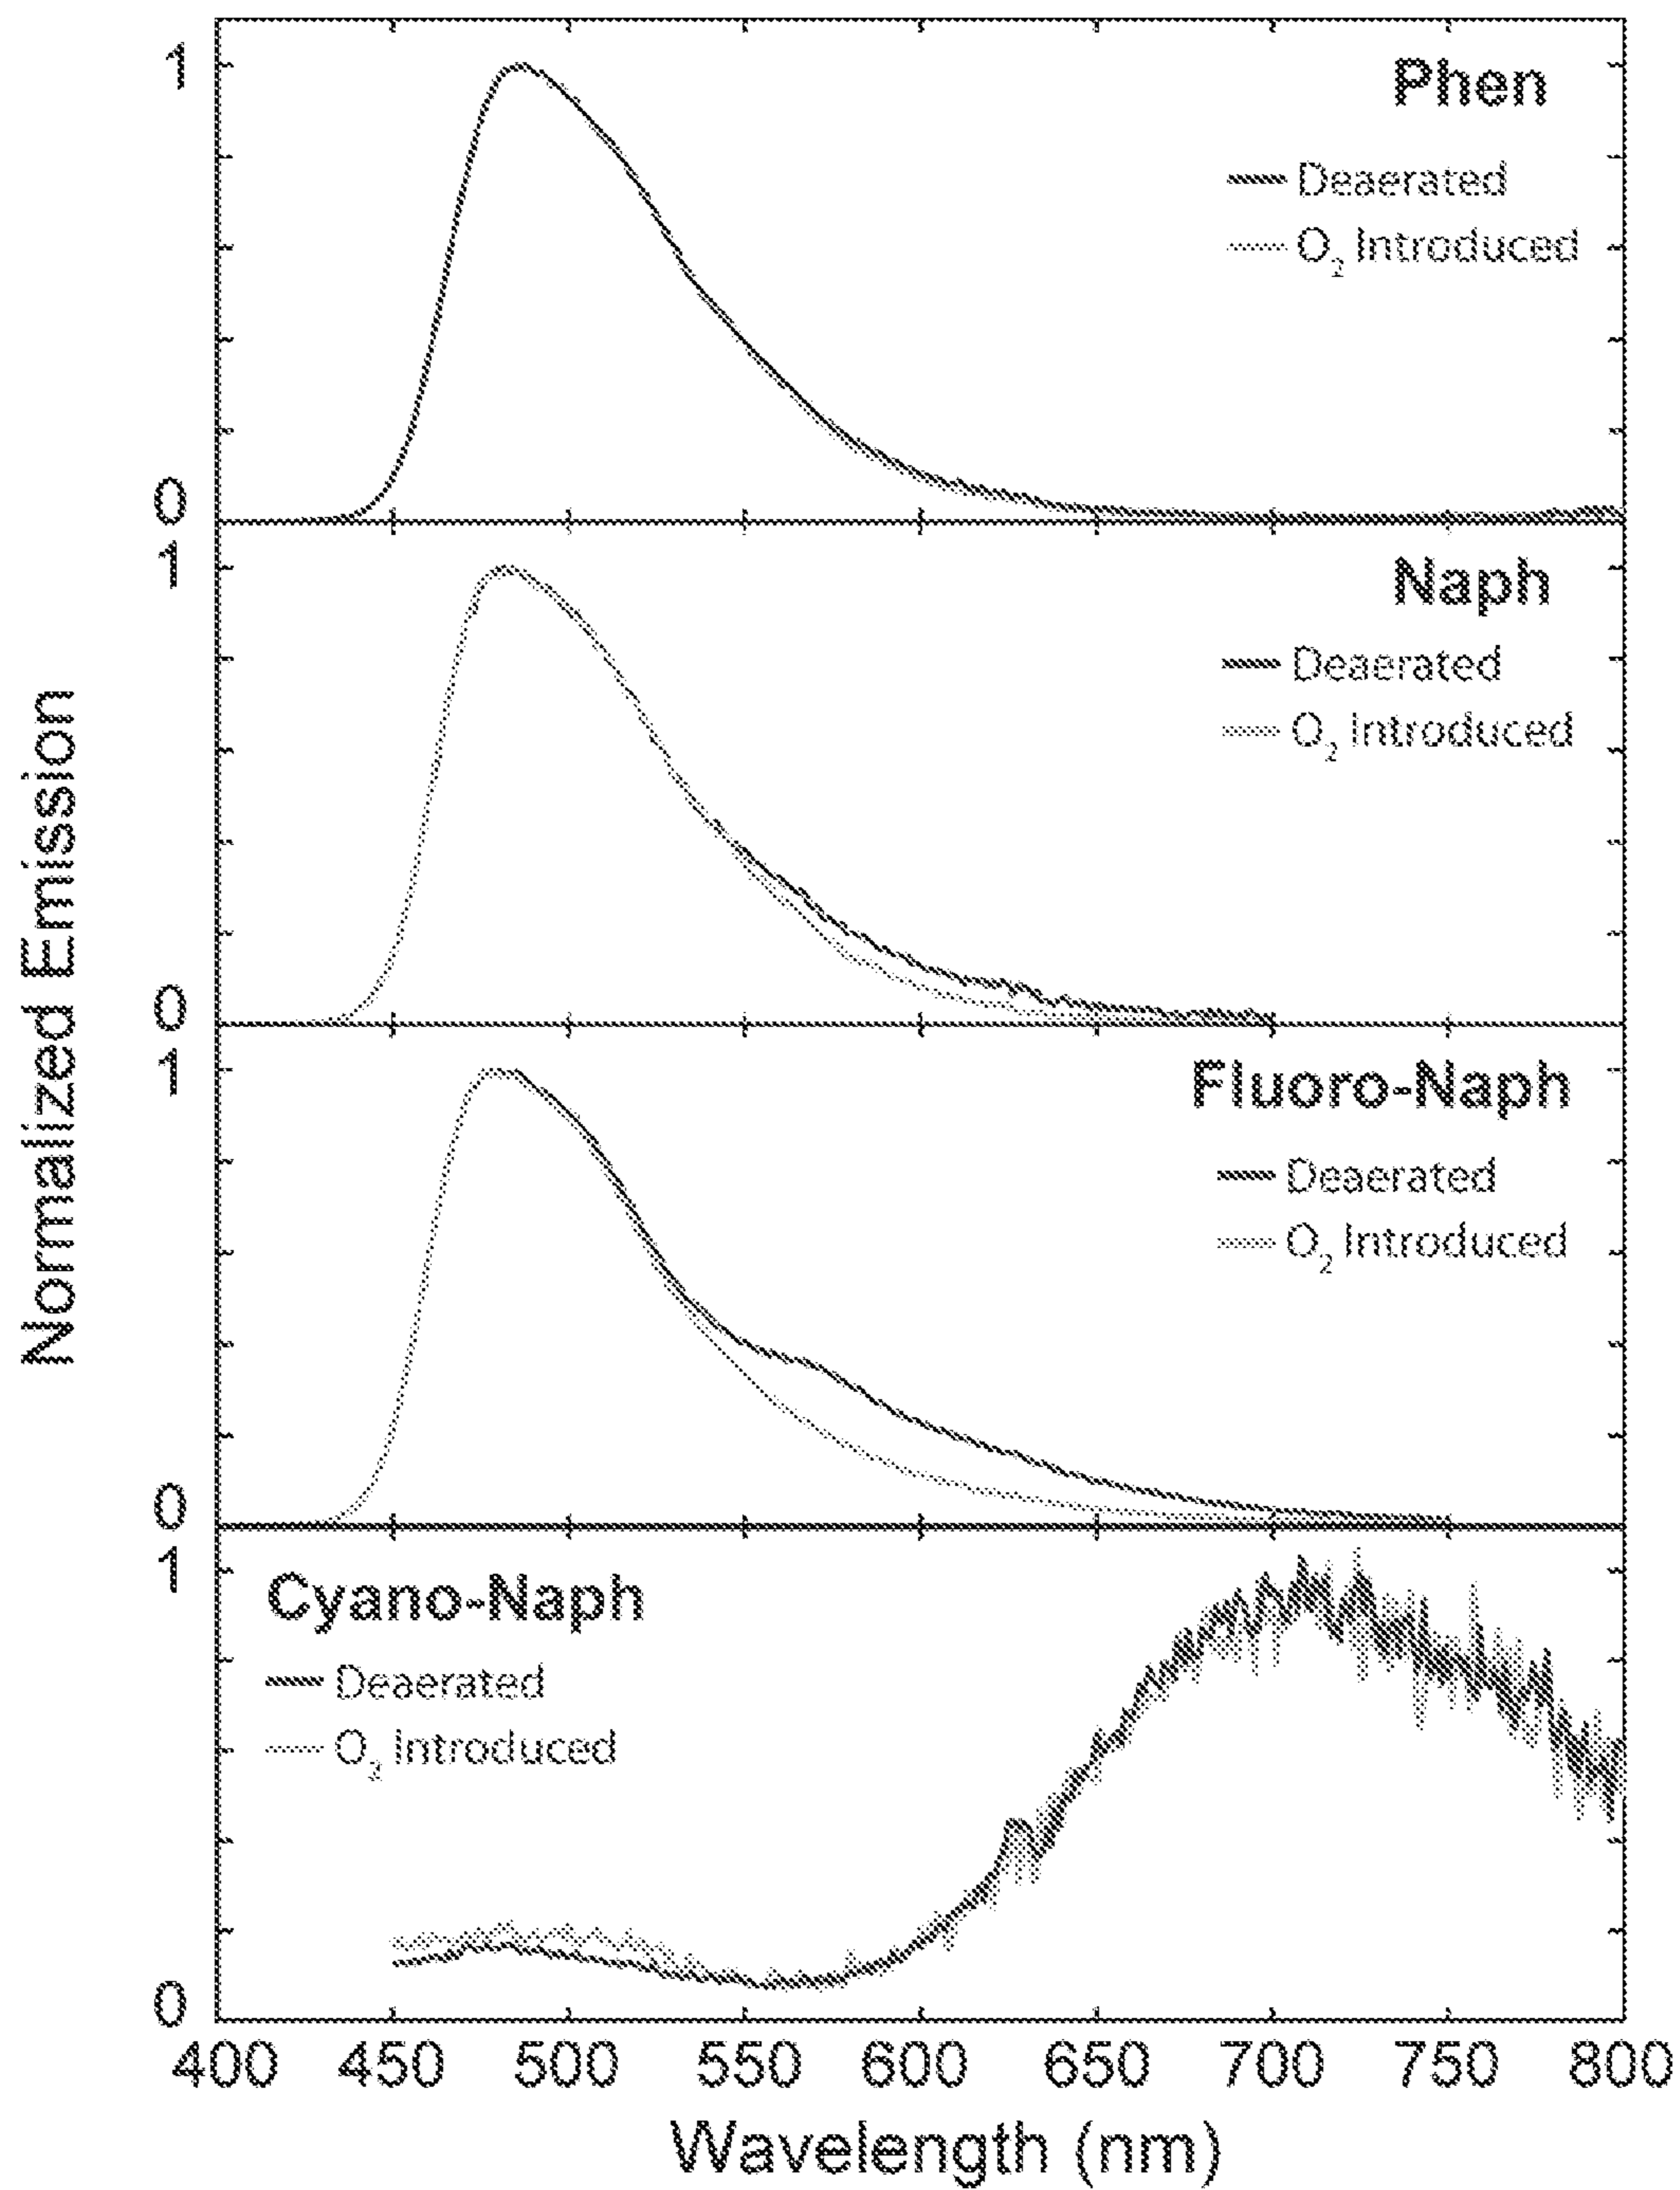 Normalized Emission
1
Phen
Deaerated
O₂ Introduced
0
1
Naph
Deaerated
O₂ Introduced
0
1
Fluoro-Naph
Deaerated
O₂ Introduced
0
1
Cyano-Naph
Deaerated
O₂ Introduced
0
400 450 500 550 600 650 700 750 800
Wavelength (nm)